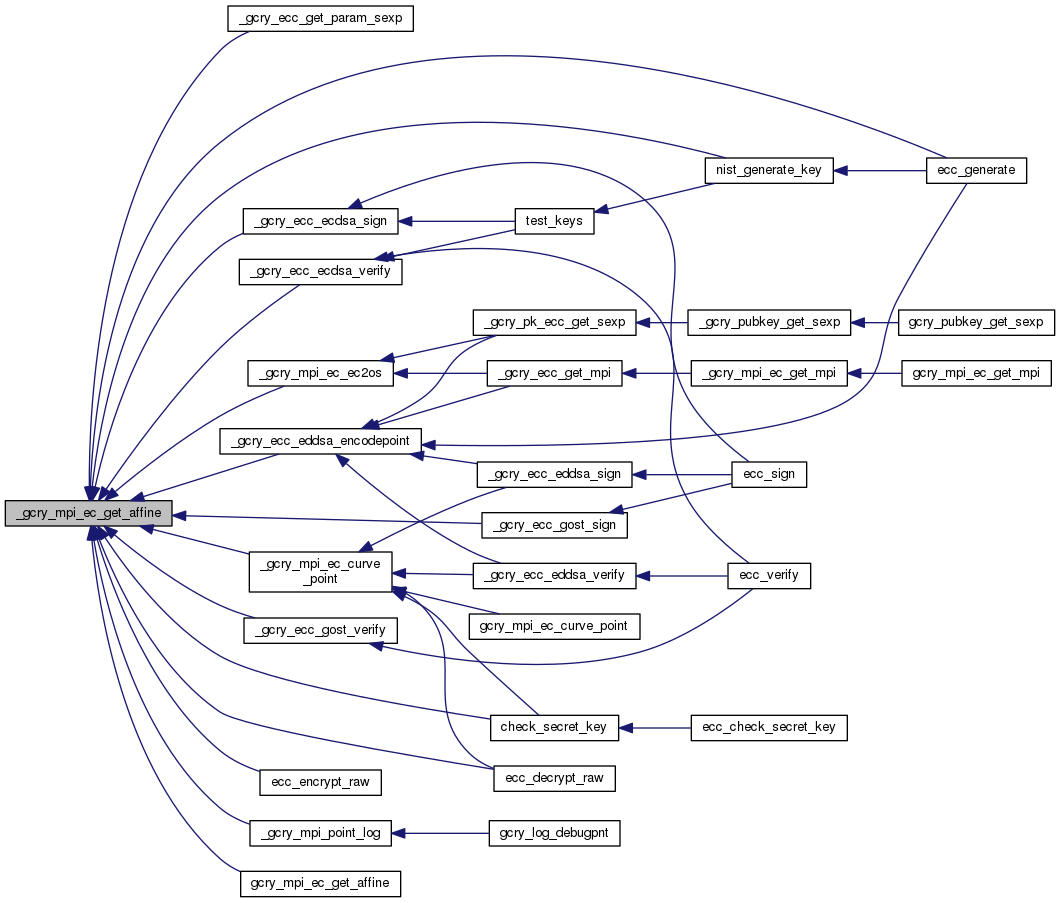 _gcry_ecc_get_param_sexp
nist_generate_key
ecc_generate
_gcry_ecc_ecdsa_sign
test_keys
_gcry_ecc_ecdsa_verify
_gcry_pk_ecc_get_sexp
_gcry_pubkey_get_sexp
gcry_pubkey_get_sexp
_gcry_mpi_ec_ec2os
_gcry_ecc_get_mpi
_gcry_mpi_ec_get_mpi
gcry_mpi_ec_get_mpi
_gcry_ecc_eddsa_encodepoint
_gcry_ecc_eddsa_sign
ecc_sign
_gcry_mpi_ec_get_affine
_gcry_ecc_gost_sign
_gcry_mpi_ec_curve
_point
_gcry_ecc_eddsa_verify
ecc_verify
gcry_mpi_ec_curve_point
_gcry_ecc_gost_verify
check_secret_key
ecc_check_secret_key
ecc_encrypt_raw
ecc_decrypt_raw
_gcry_mpi_point_log
gcry_log_debugpnt
gcry_mpi_ec_get_affine